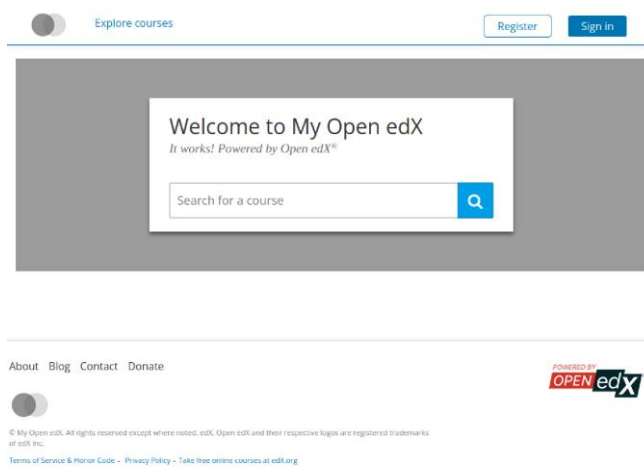 Explore courses
Register
Sign in
Welcome to My Open edX
It works! Powered by Open edX®
Search for a course
About Blog Contact Donate
POWERED BY
OPEN edX
© My Open edX. All rights reserved except where noted. edX, Open edX and their respective logos are registered trademarks
of edX Inc.
Terms of Service & Honor Code - Privacy Policy - Take free online courses at edX.org